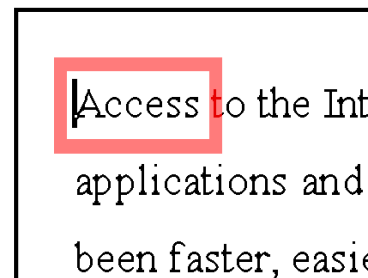 Access to the Int
applications and
been faster, easie